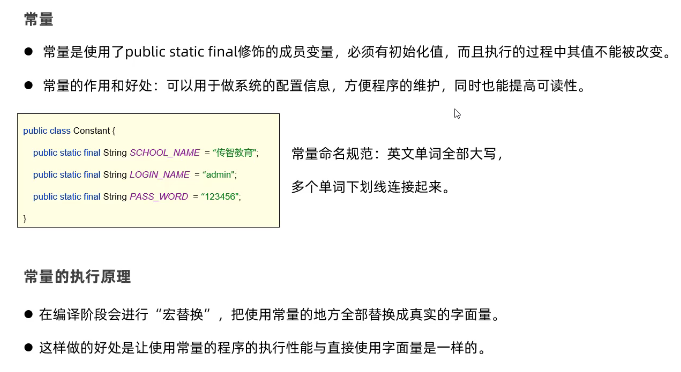 常量
● 常量是使用了public static final修饰的成员变量，必须有初始化值，而且执行的过程中其值不能被改变。
● 常量的作用和好处：可以用于做系统的配置信息，方便程序的维护，同时也能提高可读性。
public class Constant {
public static final String SCHOOL_NAME = "传智教育";
public static final String LOGIN_NAME = "admin";
public static final String PASS_WORD = "123456";
}
常量命名规范：英文单词全部大写，
多个单词下划线连接起来。
常量的执行原理
● 在编译阶段会进行“宏替换”，把使用常量的地方全部替换成真实的字面量。
● 这样做的好处是让使用常量的程序的执行性能与直接使用字面量是一样的。